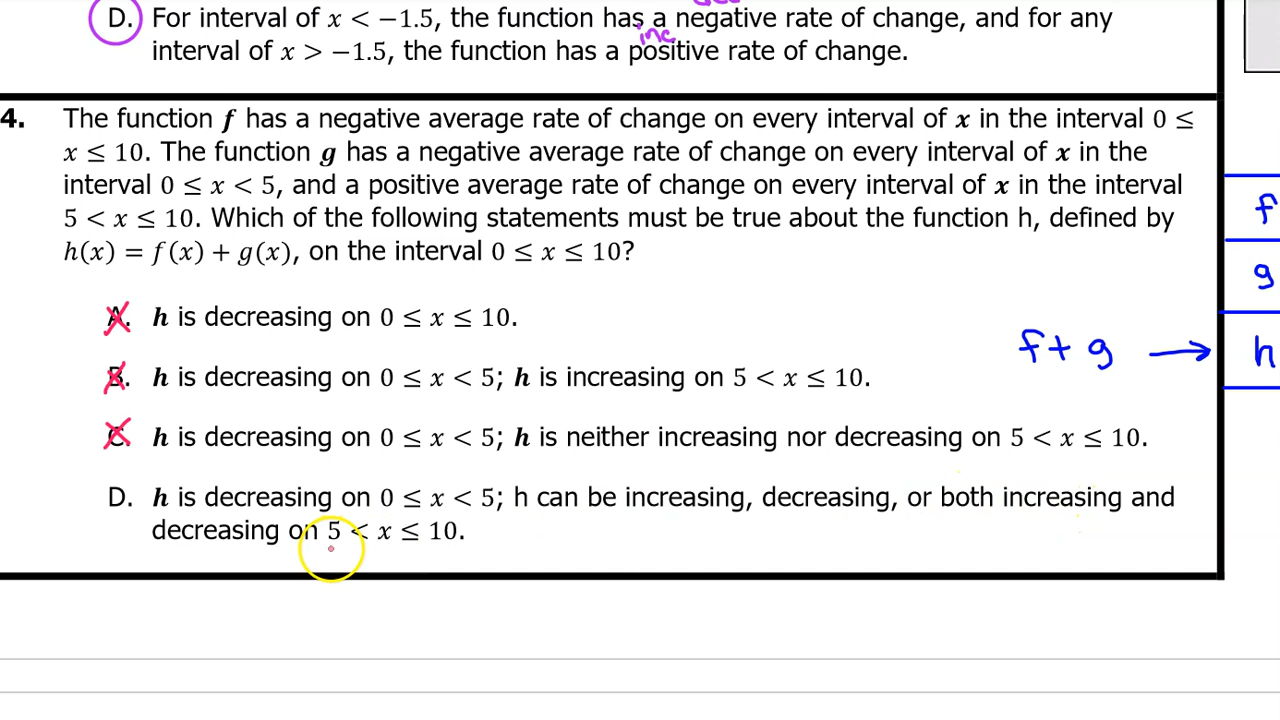 D. For interval of x < −1.5, the function has a negative rate of change, and for any
inc
interval of x > −1.5, the function has a positive rate of change.
4. The function f has a negative average rate of change on every interval of x in the interval 0 ≤
x ≤ 10. The function g has a negative average rate of change on every interval of x in the
interval 0 ≤ x < 5, and a positive average rate of change on every interval of x in the interval
5 < x ≤ 10. Which of the following statements must be true about the function h, defined by
h(x) = f(x) + g(x), on the interval 0 ≤ x ≤ 10?
A. h is decreasing on 0 ≤ x ≤ 10.
B. h is decreasing on 0 ≤ x < 5; h is increasing on 5 < x ≤ 10.
C. h is decreasing on 0 ≤ x < 5; h is neither increasing nor decreasing on 5 < x ≤ 10.
D. h is decreasing on 0 ≤ x < 5; h can be increasing, decreasing, or both increasing and
decreasing on 5 < x ≤ 10.
f
g
f + g → h